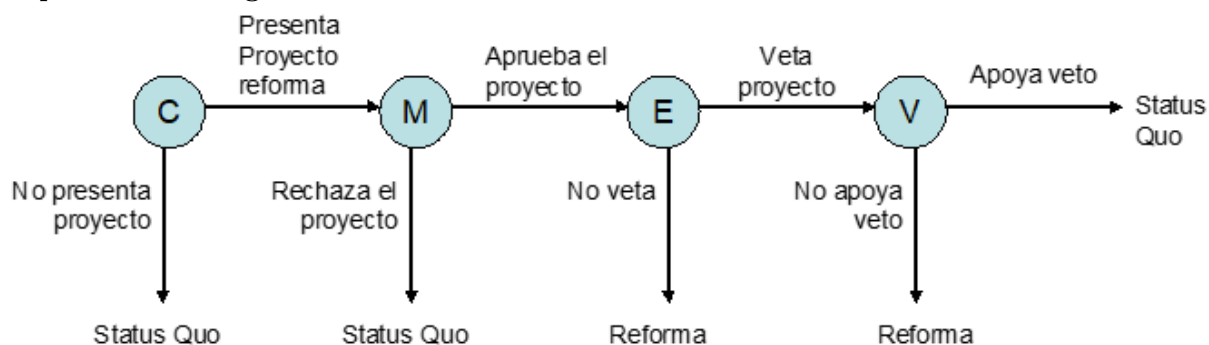 Presenta
Proyecto
reforma
Aprueba el
proyecto
Veta
proyecto
Apoya veto
C
M
E
V
Status
Quo
No presenta
proyecto
Rechaza el
proyecto
No veta
No apoya
veto
Status Quo
Status Quo
Reforma
Reforma